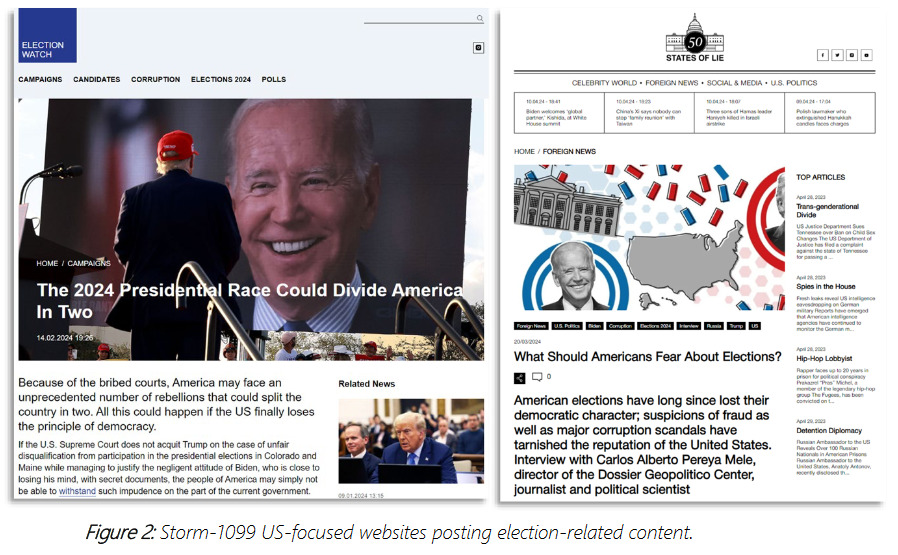 ELECTION
WATCH
CAMPAIGNS CANDIDATES CORRUPTION ELECTIONS 2024 POLLS
HOME / CAMPAIGNS
The 2024 Presidential Race Could Divide America
In Two
14.02.2024 19:26
Because of the bribed courts, America may face an
unprecedented number of rebellions that could split the
country in two. All this could happen if the US finally loses
the principle of democracy.
If the U.S. Supreme Court does not acquit Trump on the case of unfair
disqualification from participation in the presidential elections in Colorado and
Maine while managing to justify the negligent attitude of Biden, who is close to
losing his mind, with secret documents, the people of America may simply not
be able to withstand such impudence on the part of the current government.
Related News
09.01.2024 13:18
50
STATES OF LIE
CELEBRITY WORLD • FOREIGN NEWS • SOCIAL & MEDIA • U.S. POLITICS
10.04.24 - 18:41
Biden welcomes 'global
partner,' Kishida, at White
House summit
10.04.24 - 18:23
China's Xi says nobody can
stop 'family reunion' with
Taiwan
10.04.24 - 18:07
Three sons of Hamas leader
Haniyeh killed in Israeli
airstrike
09.04.24 - 17:54
Polish lawmaker who
extinguished Hanukkah
candles faces charges
HOME / FOREIGN NEWS
Foreign News U.S. Politics Biden Corruption Elections 2024 Interview Russia Trump US
20/03/2024
What Should Americans Fear About Elections?
0
American elections have long since lost their
democratic character; suspicions of fraud as
well as major corruption scandals have
tarnished the reputation of the United States.
Interview with Carlos Alberto Pereya Mele,
director of the Dossier Geopolitico Center,
journalist and political scientist
TOP ARTICLES
April 28, 2023
Trans-genderational
Divide
US Justice Department Sues
Tennessee over Ban on Child Sex
Changes The US Department of
Justice has filed a complaint
against the state of Tennessee
for passing a ...
April 28, 2023
Spies in the House
Fresh leaks reveal US intelligence
eavesdropping on German
military Reports have emerged
that American intelligence
agencies have continued to
monitor the German m...
April 28, 2023
Hip-Hop Lobbyist
Rapper faces up to 20 years in
prison for political conspiracy
Prakazrel "Pras" Michel, a
member of the legendary hip-hop
group The Fugees, has been
convicted on t...
April 29, 2023
Detention Diplomacy
Russian Ambassador to the US
Reveals Over 100 Russian
Nationals in American Prisons
Russian Ambassador to the
United States, Anatoly Antonov,
recently disclosed th...
Figure 2: Storm-1099 US-focused websites posting election-related content.